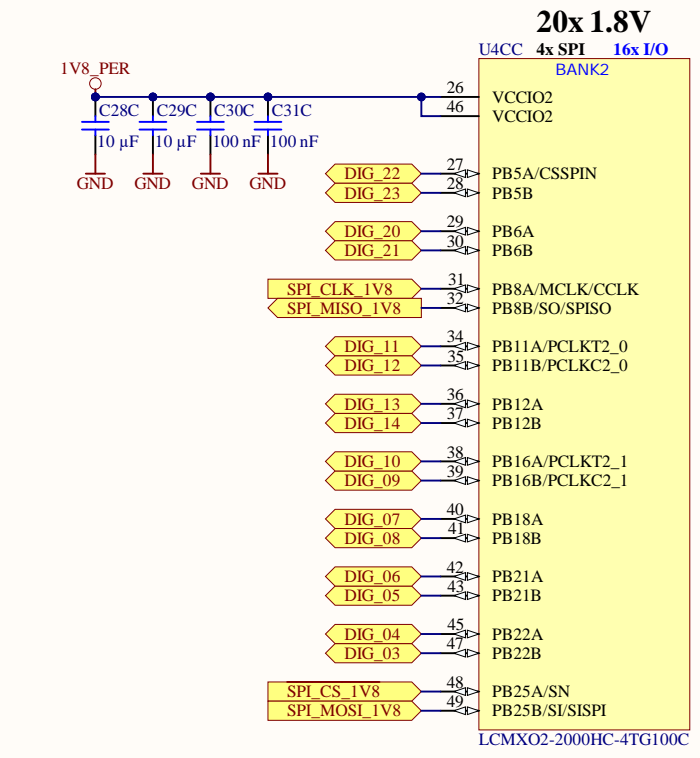 20x 1.8V
U4CC 4x SPI 16x I/O
BANK2
1V8_PER
26 VCCIO2
46 VCCIO2
C28C C29C C30C C31C
10 µF 10 µF 100 nF 100 nF
GND GND GND GND
DIG_22 27 PB5A/CSSPIN
DIG_23 28 PB5B
DIG_20 29 PB6A
DIG_21 30 PB6B
SPI_CLK_1V8 31 PB8A/MCLK/CCLK
SPI_MISO_1V8 32 PB8B/SO/SPISO
DIG_11 34 PB11A/PCLKT2_0
DIG_12 35 PB11B/PCLKC2_0
DIG_13 36 PB12A
DIG_14 37 PB12B
DIG_10 38 PB16A/PCLKT2_1
DIG_09 39 PB16B/PCLKC2_1
DIG_07 40 PB18A
DIG_08 41 PB18B
DIG_06 42 PB21A
DIG_05 43 PB21B
DIG_04 45 PB22A
DIG_03 47 PB22B
SPI_CS_1V8 48 PB25A/SN
SPI_MOSI_1V8 49 PB25B/SI/SISPI
LCMXO2-2000HC-4TG100C